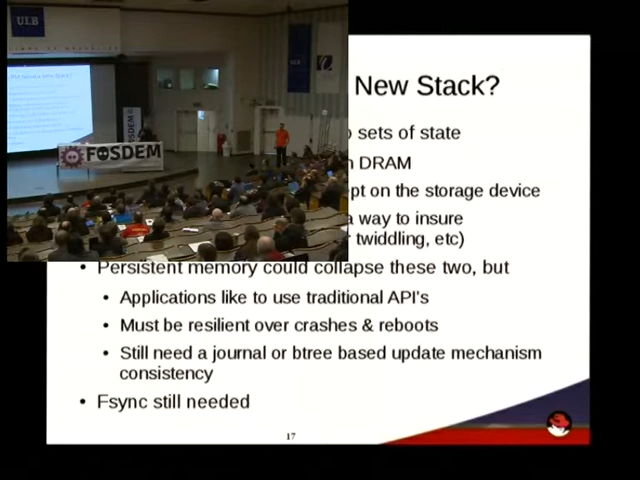 ULB
FOSDEM
FOSDEM
New Stack?
sets of state
DRAM
on the storage device
a way to insure
twiddling, etc)
• Persistent memory could collapse these two, but
• Applications like to use traditional API's
• Must be resilient over crashes & reboots
• Still need a journal or btree based update mechanism
consistency
• Fsync still needed
17